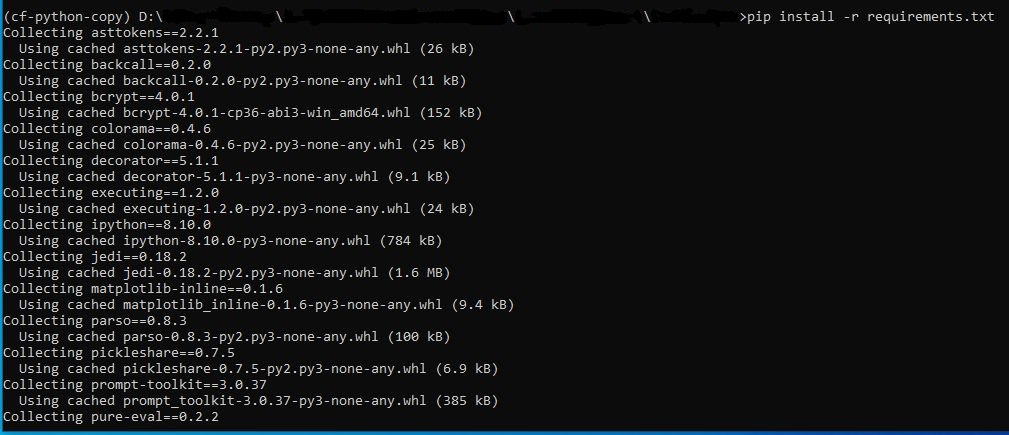 (cf-python-copy) D:\ \ \ \ >pip install -r requirements.txt
Collecting asttokens==2.2.1
  Using cached asttokens-2.2.1-py2.py3-none-any.whl (26 kB)
Collecting backcall==0.2.0
  Using cached backcall-0.2.0-py2.py3-none-any.whl (11 kB)
Collecting bcrypt==4.0.1
  Using cached bcrypt-4.0.1-cp36-abi3-win_amd64.whl (152 kB)
Collecting colorama==0.4.6
  Using cached colorama-0.4.6-py2.py3-none-any.whl (25 kB)
Collecting decorator==5.1.1
  Using cached decorator-5.1.1-py3-none-any.whl (9.1 kB)
Collecting executing==1.2.0
  Using cached executing-1.2.0-py2.py3-none-any.whl (24 kB)
Collecting ipython==8.10.0
  Using cached ipython-8.10.0-py3-none-any.whl (784 kB)
Collecting jedi==0.18.2
  Using cached jedi-0.18.2-py2.py3-none-any.whl (1.6 MB)
Collecting matplotlib-inline==0.1.6
  Using cached matplotlib_inline-0.1.6-py3-none-any.whl (9.4 kB)
Collecting parso==0.8.3
  Using cached parso-0.8.3-py2.py3-none-any.whl (100 kB)
Collecting pickleshare==0.7.5
  Using cached pickleshare-0.7.5-py2.py3-none-any.whl (6.9 kB)
Collecting prompt-toolkit==3.0.37
  Using cached prompt_toolkit-3.0.37-py3-none-any.whl (385 kB)
Collecting pure-eval==0.2.2